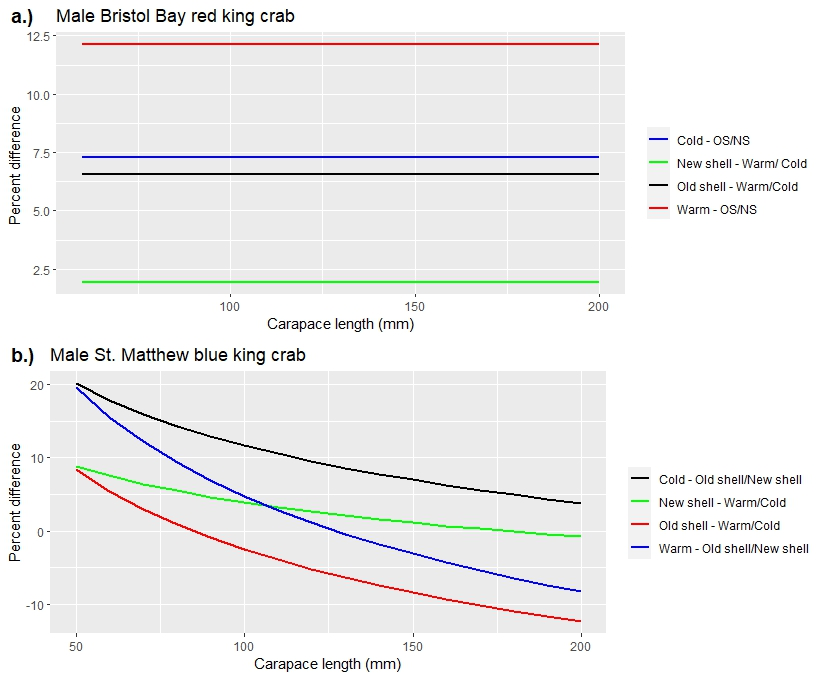 a.) Male Bristol Bay red king crab
12.5
10.0
7.5
5.0
2.5
Percent difference
100 150 200
Carapace length (mm)
Cold - OS/NS
New shell - Warm/ Cold
Old shell - Warm/Cold
Warm - OS/NS
b.) Male St. Matthew blue king crab
20
10
0
-10
Percent difference
50 100 150 200
Carapace length (mm)
Cold - Old shell/New shell
New shell - Warm/Cold
Old shell - Warm/Cold
Warm - Old shell/New shell